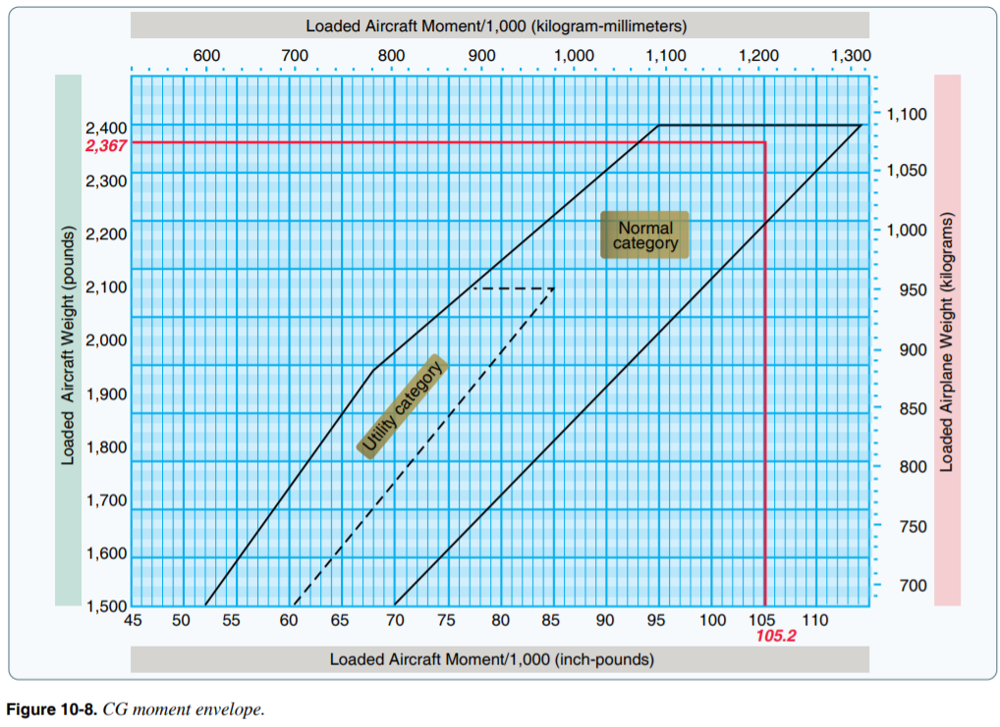 Loaded Aircraft Moment/1,000 (kilogram-millimeters)
600 700 800 900 1,000 1,100 1,200 1,300
Loaded Aircraft Weight (pounds)
2,400
2,367
2,300
2,200
2,100
2,000
1,900
1,800
1,700
1,600
1,500
Normal
category
Utility category
1,100
1,050
1,000
950
900
850
800
750
700
Loaded Airplane Weight (kilograms)
45 50 55 60 65 70 75 80 85 90 95 100 105 110
105.2
Loaded Aircraft Moment/1,000 (inch-pounds)
Figure 10-8. CG moment envelope.